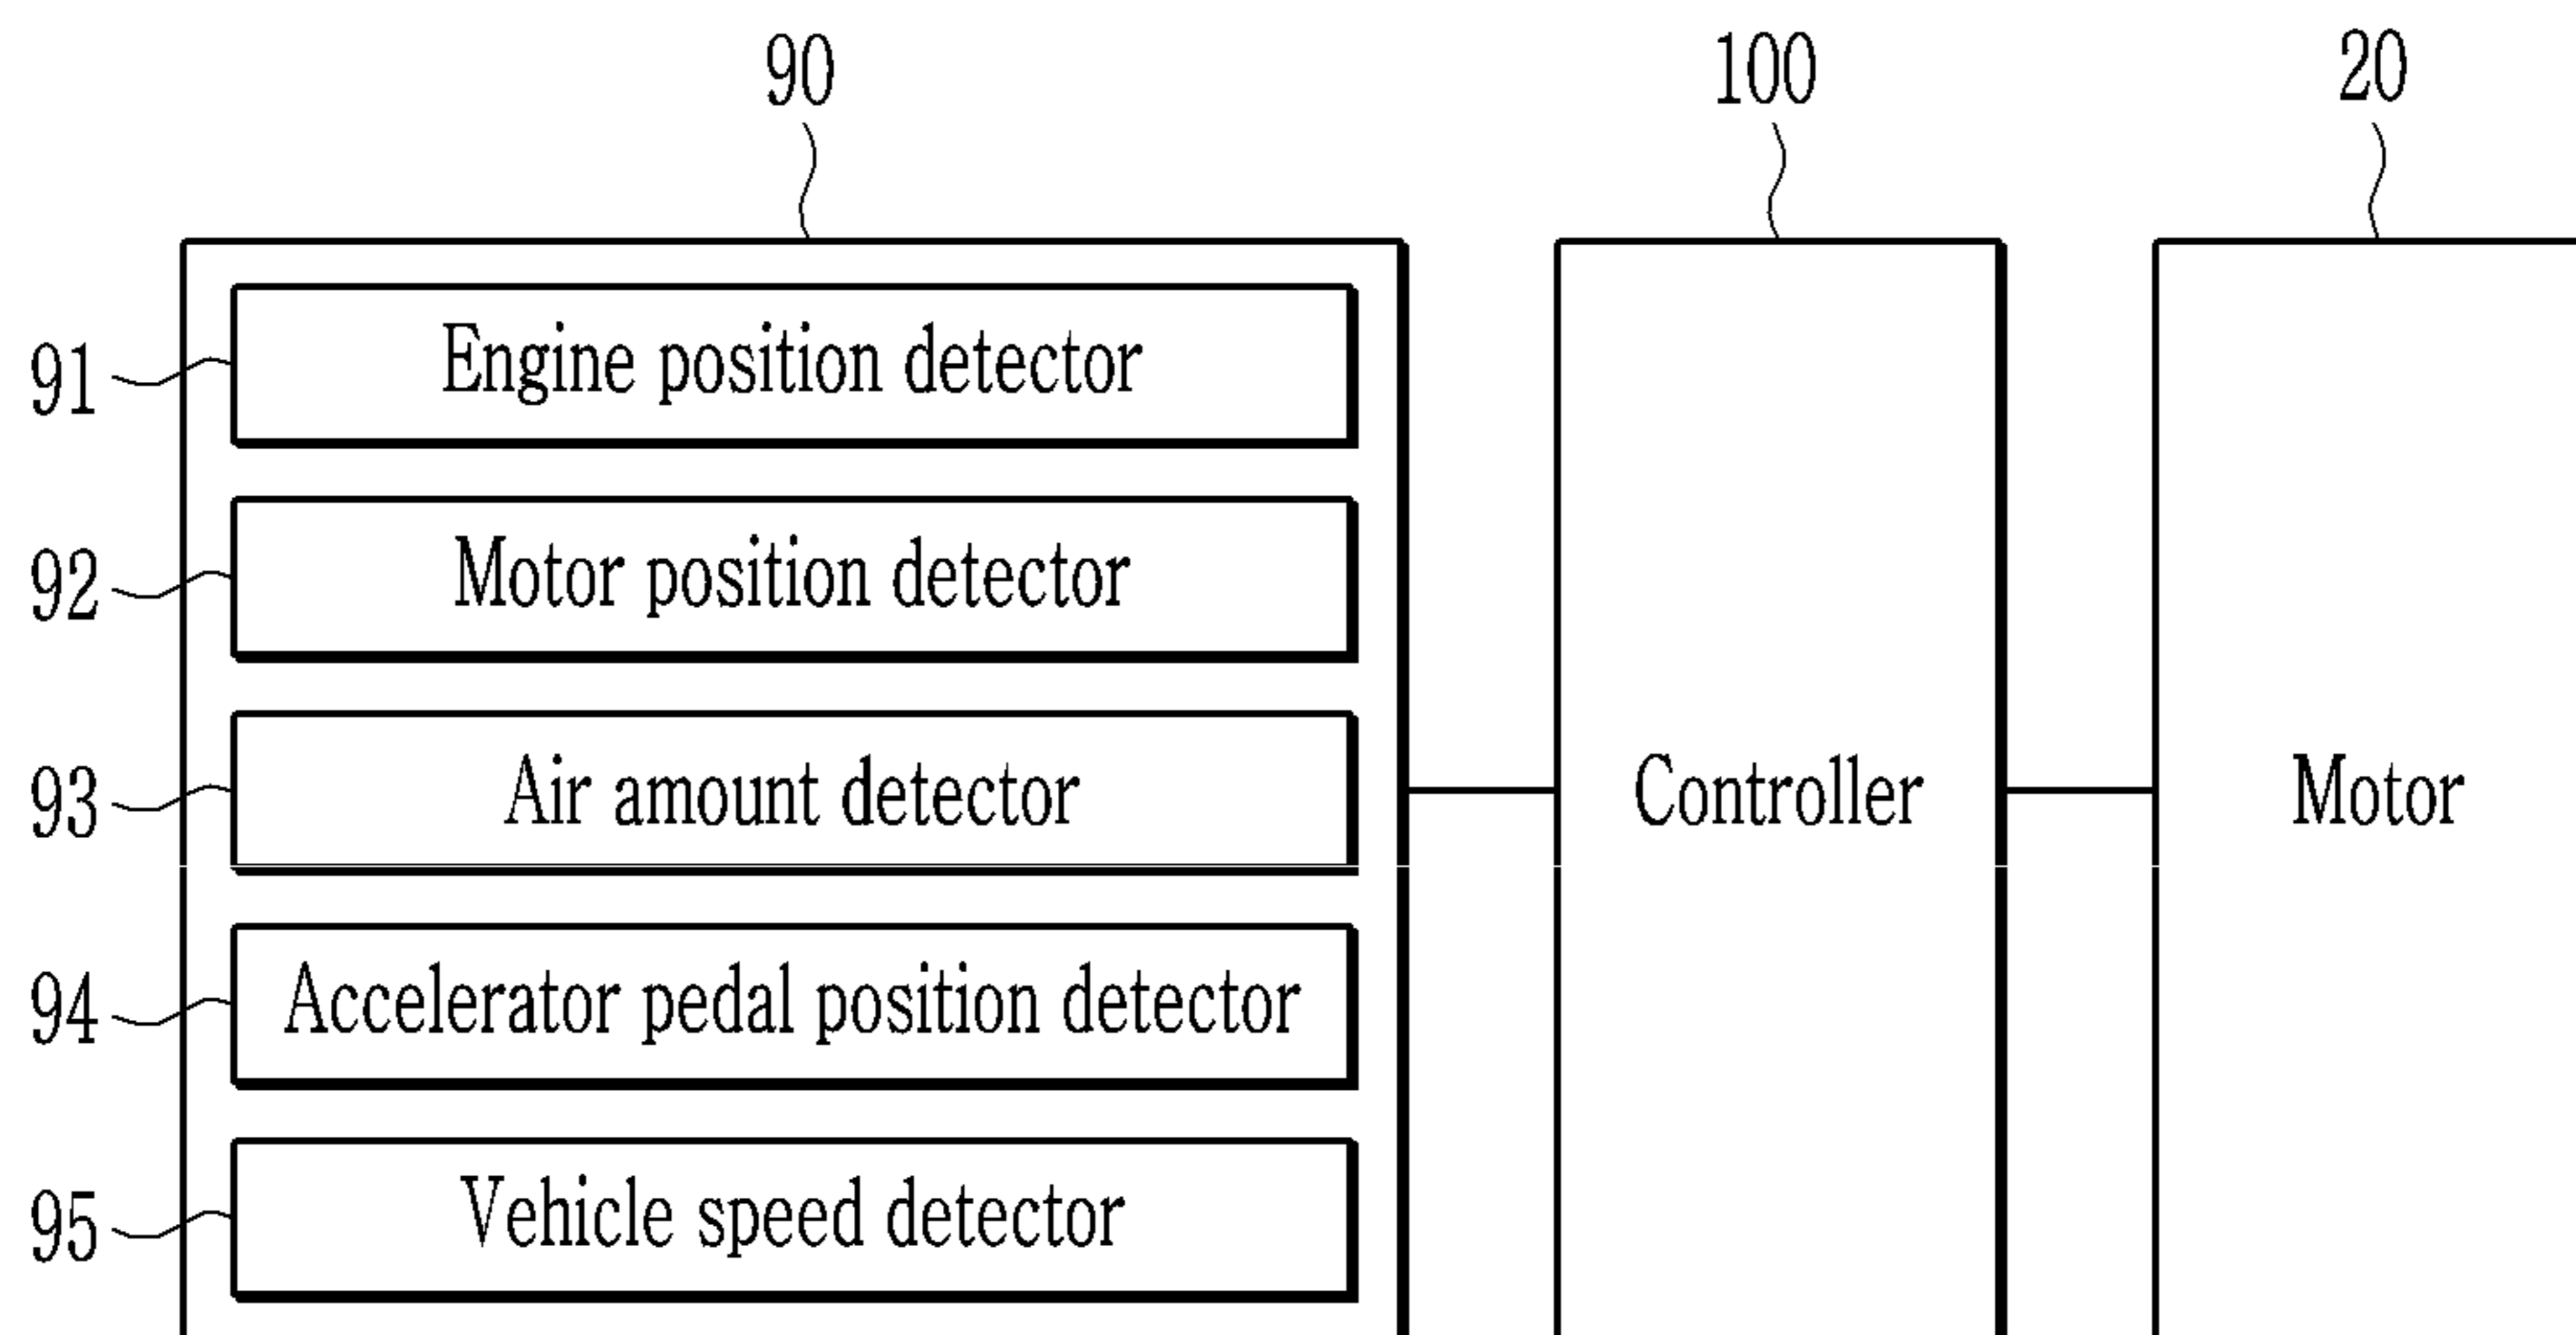 90
100
20
91
Engine position detector
92
Motor position detector
93
Air amount detector
Controller
Motor
94
Accelerator pedal position detector
95
Vehicle speed detector